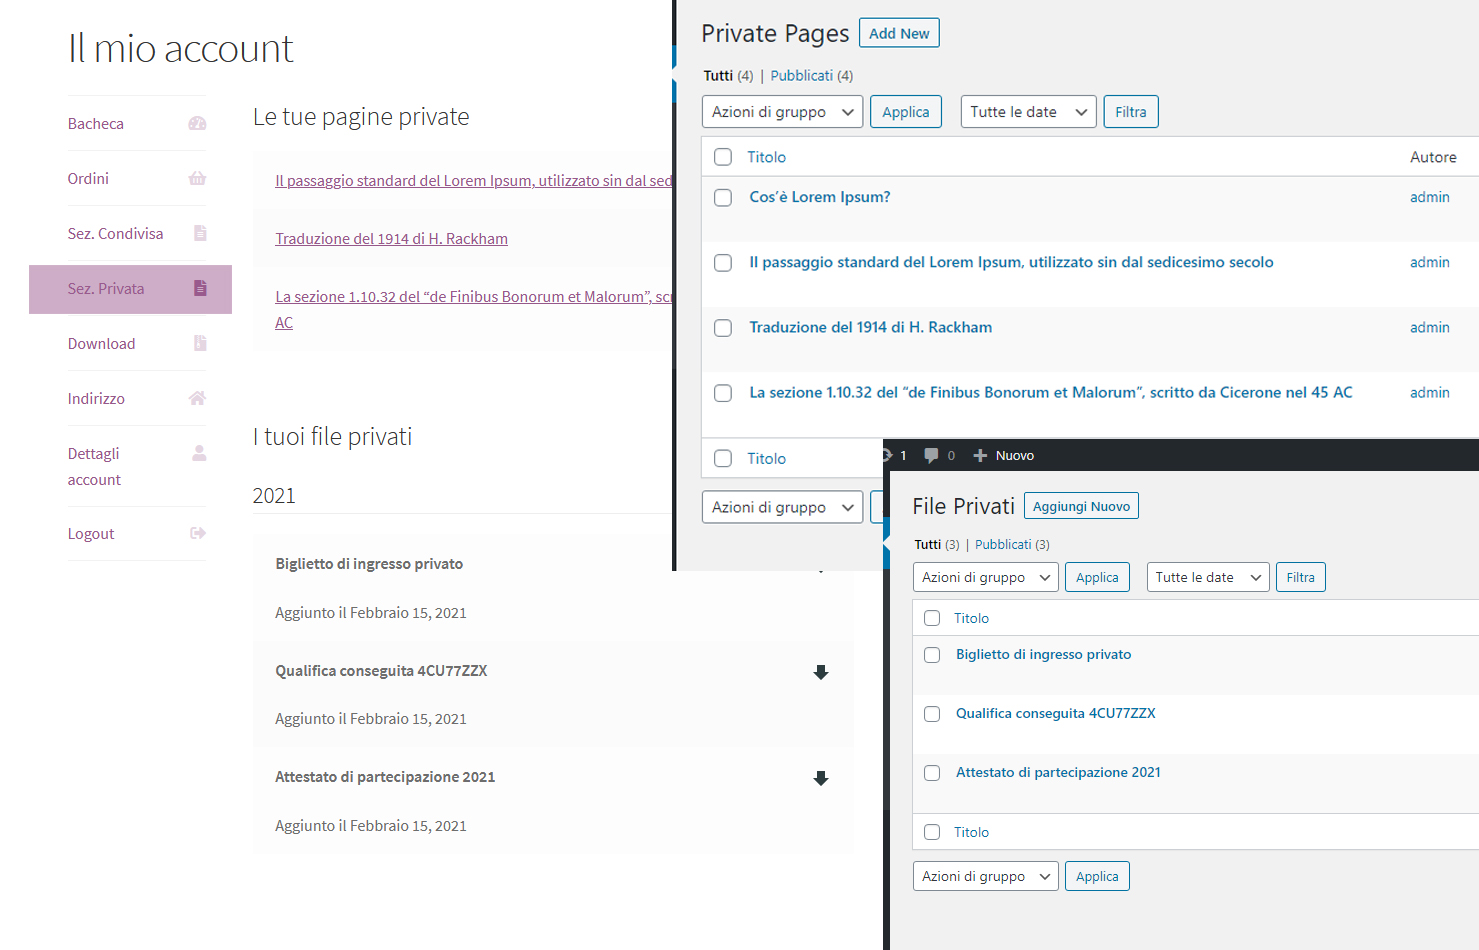 Il mio account
Bacheca
Ordini
Sez. Condivisa
Sez. Privata
Download
Indirizzo
Dettagli
account
Logout
Le tue pagine private
Il passaggio standard del Lorem Ipsum, utilizzato sin dal sed
Traduzione del 1914 di H. Rackham
La sezione 1.10.32 del “de Finibus Bonorum et Malorum”, scr
AC
I tuoi file privati
2021
Biglietto di ingresso privato
Aggiunto il Febbraio 15, 2021
Qualifica conseguita 4CU77ZZX
Aggiunto il Febbraio 15, 2021
Attestato di partecipazione 2021
Aggiunto il Febbraio 15, 2021
Private Pages Add New
Tutti (4) | Pubblicati (4)
Azioni di gruppo Applica Tutte le date Filtra
Titolo Autore
Cos’è Lorem Ipsum? admin
Il passaggio standard del Lorem Ipsum, utilizzato sin dal sedicesimo secolo admin
Traduzione del 1914 di H. Rackham admin
La sezione 1.10.32 del “de Finibus Bonorum et Malorum”, scritto da Cicerone nel 45 AC admin
Titolo
Azioni di gruppo
1 0 Nuovo
File Privati Aggiungi Nuovo
Tutti (3) | Pubblicati (3)
Azioni di gruppo Applica Tutte le date Filtra
Titolo
Biglietto di ingresso privato
Qualifica conseguita 4CU77ZZX
Attestato di partecipazione 2021
Titolo
Azioni di gruppo Applica